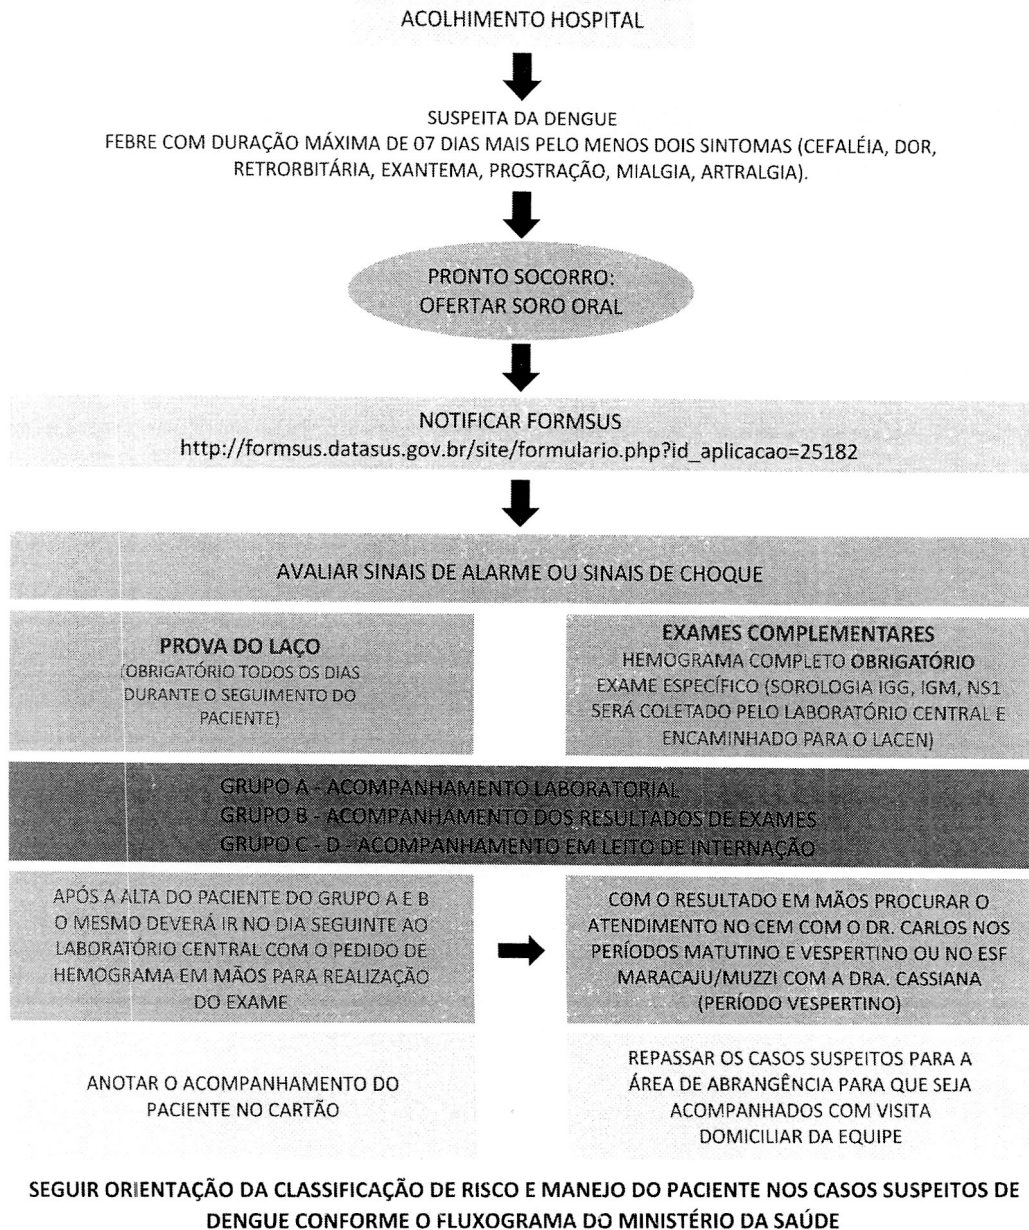 ACOLHIMENTO HOSPITAL
SUSPEITA DA DENGUE
FEBRE COM DURAÇÃO MÁXIMA DE 07 DIAS MAIS PELO MENOS DOIS SINTOMAS (CEFALÉIA, DOR,
RETRORBITÁRIA, EXANTEMA, PROSTRAÇÃO, MIALGIA, ARTRALGIA).
PRONTO SOCORRO:
OFERTAR SORO ORAL
NOTIFICAR FORMSUS
http://formsus.datasus.gov.br/site/formulario.php?id_aplicacao=25182
AVALIAR SINAIS DE ALARME OU SINAIS DE CHOQUE
PROVA DO LAÇO
(OBRIGATÓRIO TODOS OS DIAS
DURANTE O SEGUIMENTO DO
PACIENTE)
EXAMES COMPLEMENTARES
HEMOGRAMA COMPLETO OBRIGATÓRIO
EXAME ESPECÍFICO (SOROLOGIA IGG, IGM, NS1
SERÁ COLETADO PELO LABORATÓRIO CENTRAL E
ENCAMINHADO PARA O LACEN)
GRUPO A - ACOMPANHAMENTO LABORATORIAL
GRUPO B - ACOMPANHAMENTO DOS RESULTADOS DE EXAMES
GRUPO C - D - ACOMPANHAMENTO EM LEITO DE INTERNAÇÃO
APÓS A ALTA DO PACIENTE DO GRUPO A E B
O MESMO DEVERÁ IR NO DIA SEGUINTE AO
LABORATÓRIO CENTRAL COM O PEDIDO DE
HEMOGRAMA EM MÃOS PARA REALIZAÇÃO
DO EXAME
COM O RESULTADO EM MÃOS PROCURAR O
ATENDIMENTO NO CEM COM O DR. CARLOS NOS
PERÍODOS MATUTINO E VESPERTINO OU NO ESF
MARACAJU/MUZZI COM A DRA. CASSIANA
(PERÍODO VESPERTINO)
ANOTAR O ACOMPANHAMENTO DO
PACIENTE NO CARTÃO
REPASSAR OS CASOS SUSPEITOS PARA A
ÁREA DE ABRANGÊNCIA PARA QUE SEJA
ACOMPANHADOS COM VISITA
DOMICILIAR DA EQUIPE
SEGUIR ORIENTAÇÃO DA CLASSIFICAÇÃO DE RISCO E MANEJO DO PACIENTE NOS CASOS SUSPEITOS DE
DENGUE CONFORME O FLUXOGRAMA DO MINISTÉRIO DA SAÚDE